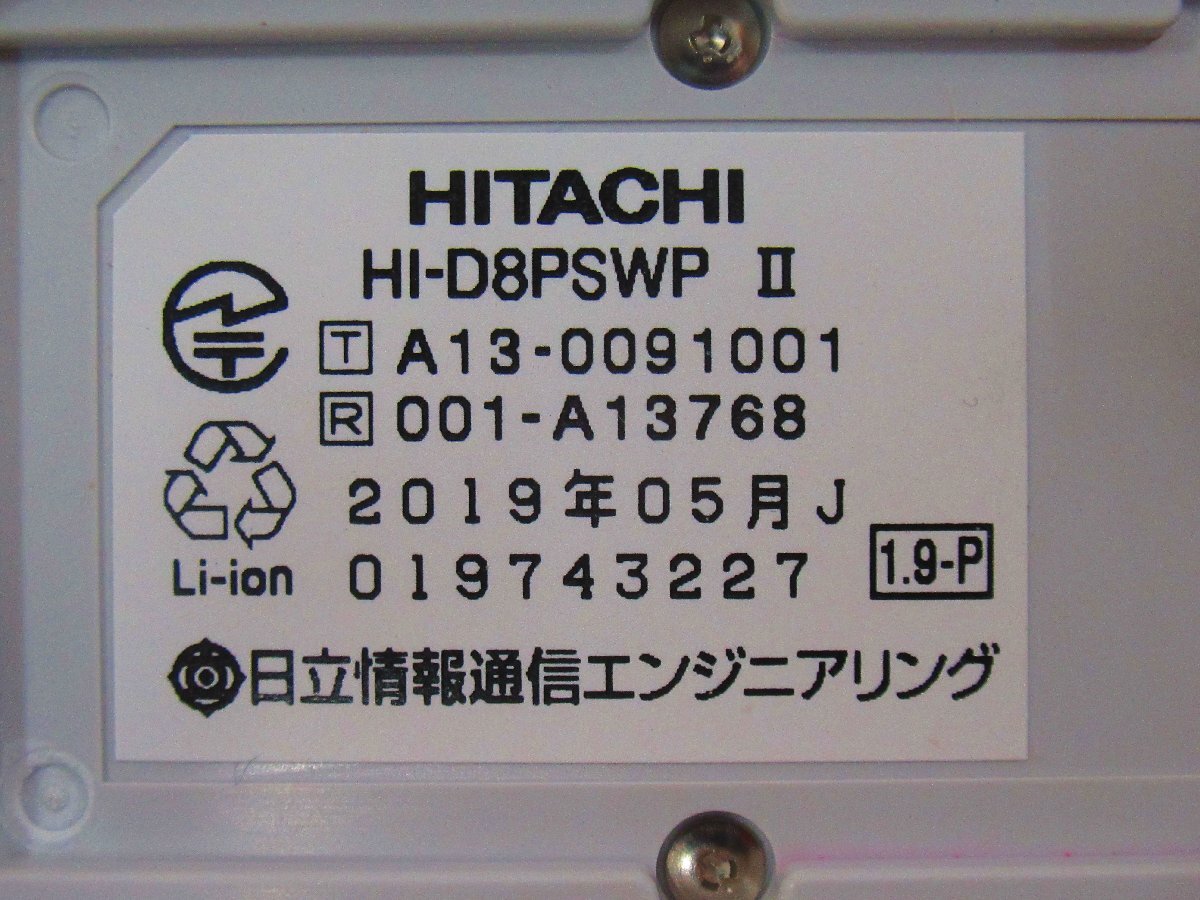 HITACHI
HI-D8PSWP Ⅱ
T A13-0091001
R 001-A13768
2019年05月J
Li-ion 019743227 1.9-P
日立情報通信エンジニアリング